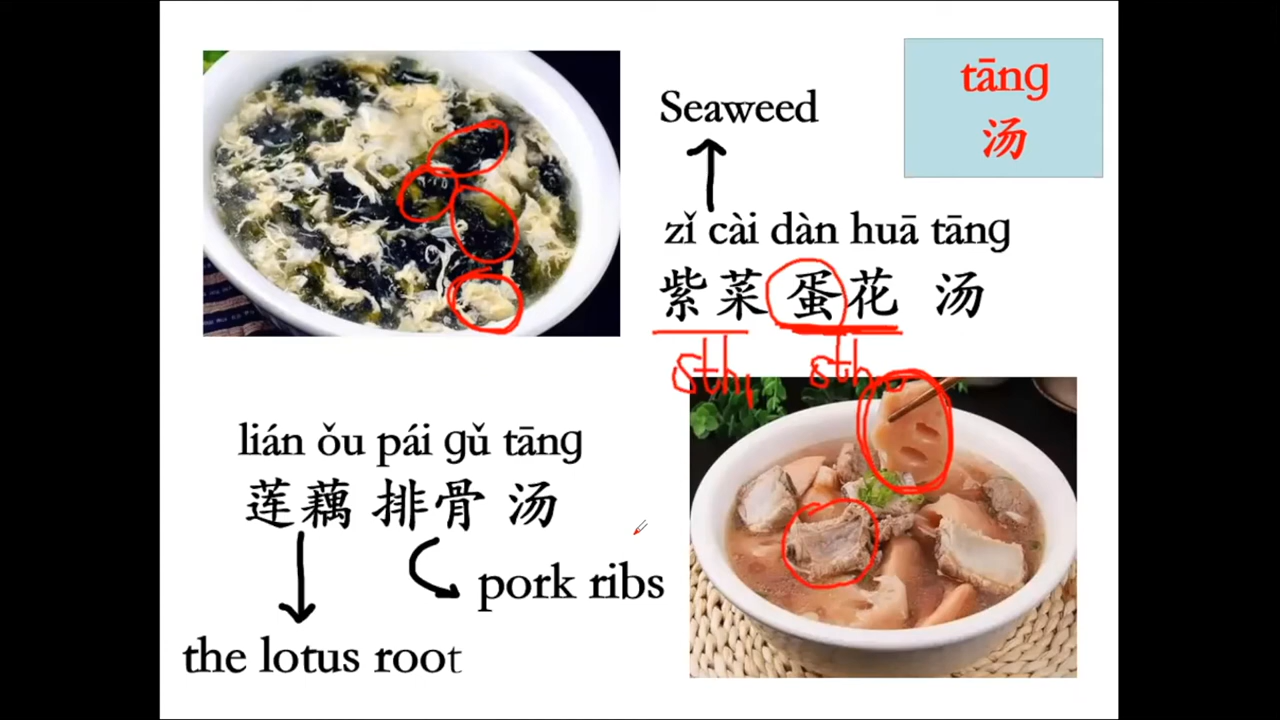 tāng
汤
Seaweed
zǐ cài dàn huā tāng
紫菜 蛋花 汤
sth, sth
lián ǒu pái gǔ tāng
莲藕 排骨 汤
pork ribs
the lotus root